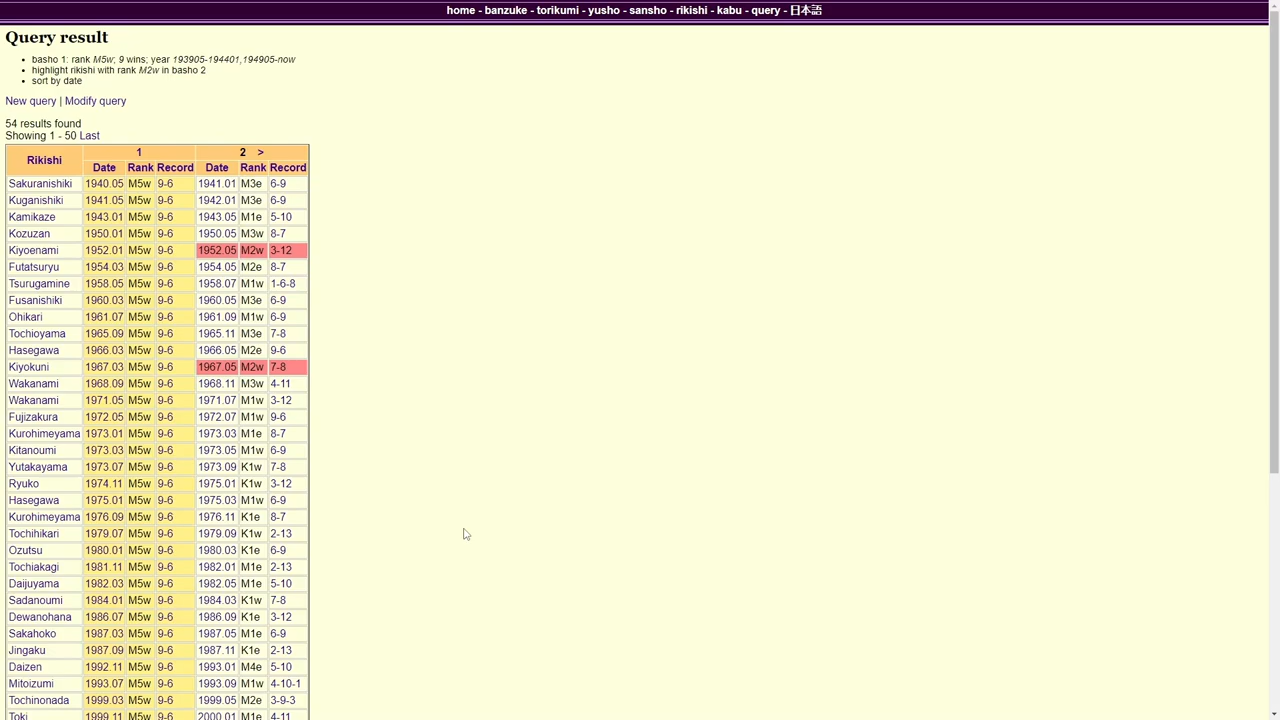 home - banzuke - torikumi - yusho - sansho - rikishi - kabu - query - 日本語
Query result
basho 1: rank M5w; 9 wins; year 193905-194401,194905-now
highlight rikishi with rank M2w in basho 2
sort by date
New query | Modify query
54 results found
Showing 1 - 50 Last
Rikishi 1 2 >
Date Rank Record Date Rank Record
Sakuranishiki 1940.05 M5w 9-6 1941.01 M3e 6-9
Kuganishiki 1941.05 M5w 9-6 1942.01 M3e 6-9
Kamikaze 1943.01 M5w 9-6 1943.05 M1e 5-10
Kozuzan 1950.01 M5w 9-6 1950.05 M3w 8-7
Kiyoenami 1952.01 M5w 9-6 1952.05 M2w 3-12
Futatsuryu 1954.03 M5w 9-6 1954.05 M2e 8-7
Tsurugamine 1958.05 M5w 9-6 1958.07 M1w 1-6-8
Fusanishiki 1960.03 M5w 9-6 1960.05 M3e 6-9
Ohikari 1961.07 M5w 9-6 1961.09 M1w 6-9
Tochioyama 1965.09 M5w 9-6 1965.11 M3e 7-8
Hasegawa 1966.03 M5w 9-6 1966.05 M2e 9-6
Kiyokuni 1967.03 M5w 9-6 1967.05 M2w 7-8
Wakanami 1968.09 M5w 9-6 1968.11 M3w 4-11
Wakanami 1971.05 M5w 9-6 1971.07 M1w 3-12
Fujizakura 1972.05 M5w 9-6 1972.07 M1w 9-6
Kurohimeyama 1973.01 M5w 9-6 1973.03 M1e 8-7
Kitanoumi 1973.03 M5w 9-6 1973.05 M1w 6-9
Yutakayama 1973.07 M5w 9-6 1973.09 K1w 7-8
Ryuko 1974.11 M5w 9-6 1975.01 K1w 3-12
Hasegawa 1975.01 M5w 9-6 1975.03 M1w 6-9
Kurohimeyama 1976.09 M5w 9-6 1976.11 K1e 8-7
Tochihikari 1979.07 M5w 9-6 1979.09 K1w 2-13
Ozutsu 1980.01 M5w 9-6 1980.03 K1e 6-9
Tochiakagi 1981.11 M5w 9-6 1982.01 M1e 2-13
Daijuyama 1982.03 M5w 9-6 1982.05 M1e 5-10
Sadanoumi 1984.01 M5w 9-6 1984.03 K1w 7-8
Dewanohana 1986.07 M5w 9-6 1986.09 K1e 3-12
Sakahoko 1987.03 M5w 9-6 1987.05 M1e 6-9
Jingaku 1987.09 M5w 9-6 1987.11 K1e 2-13
Daizen 1992.11 M5w 9-6 1993.01 M4e 5-10
Mitoizumi 1993.07 M5w 9-6 1993.09 M1w 4-10-1
Tochinonada 1999.03 M5w 9-6 1999.05 M2e 3-9-3
Toki 1999.11 M5w 9-6 2000.01 M1e 4-11